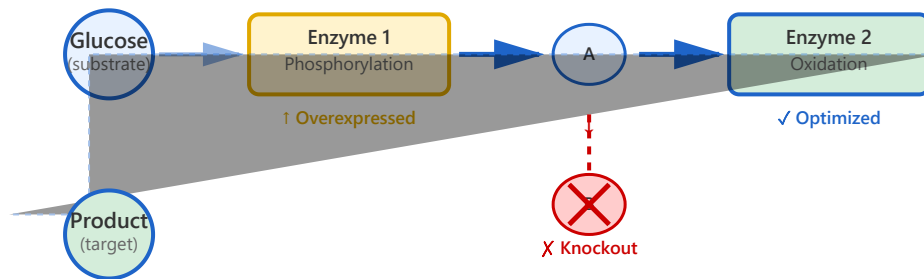 Glucose
(substrate)
Enzyme 1
Phosphorylation
↑ Overexpressed
A
Enzyme 2
Oxidation
✓ Optimized
✗ Knockout
Product
(target)